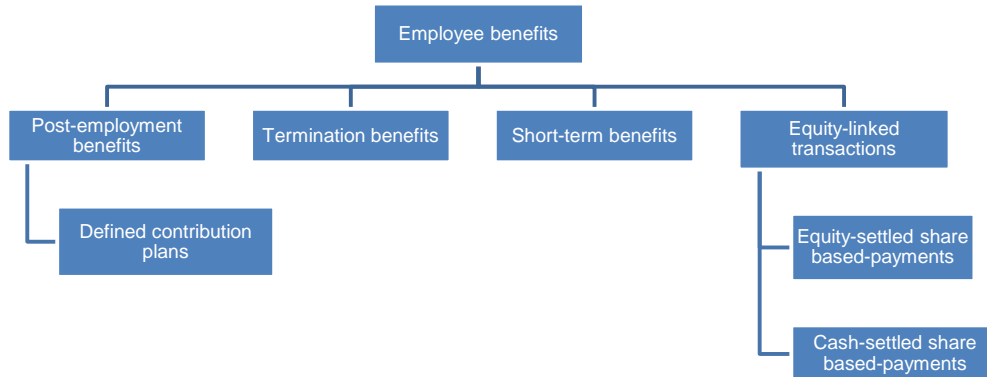 Employee benefits
Post-employment
benefits
Termination benefits
Short-term benefits
Equity-linked
transactions
Defined contribution
plans
Equity-settled share
based-payments
Cash-settled share
based-payments